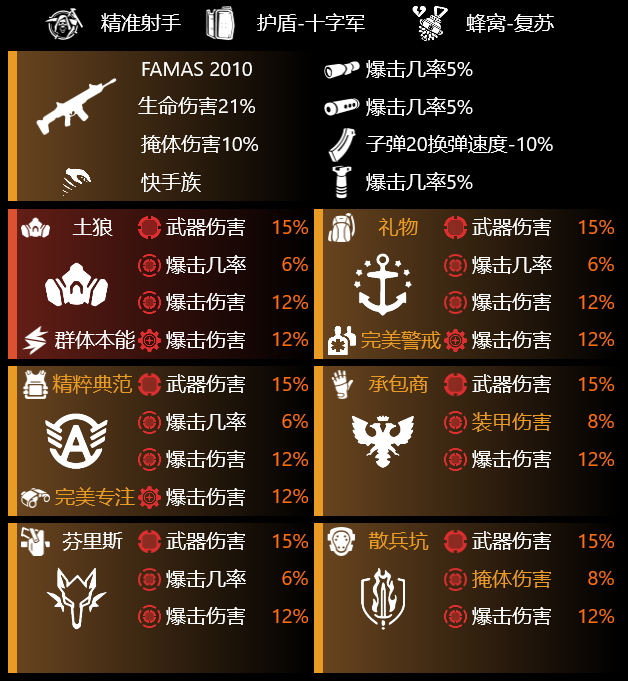 精准射手 护盾-十字军 蜂窝-复苏
FAMAS 2010 爆击几率5%
生命伤害21% 爆击几率5%
掩体伤害10% 子弹20换弹速度-10%
快手族 爆击几率5%
土狼 武器伤害 15%
爆击几率 6%
爆击伤害 12%
群体本能 爆击伤害 12%
礼物 武器伤害 15%
爆击几率 6%
爆击伤害 12%
完美警戒 爆击伤害 12%
精粹典范 武器伤害 15%
爆击几率 6%
爆击伤害 12%
完美专注 爆击伤害 12%
承包商 武器伤害 15%
装甲伤害 8%
爆击伤害 12%
芬里斯 武器伤害 15%
爆击几率 6%
爆击伤害 12%
散兵坑 武器伤害 15%
掩体伤害 8%
爆击伤害 12%